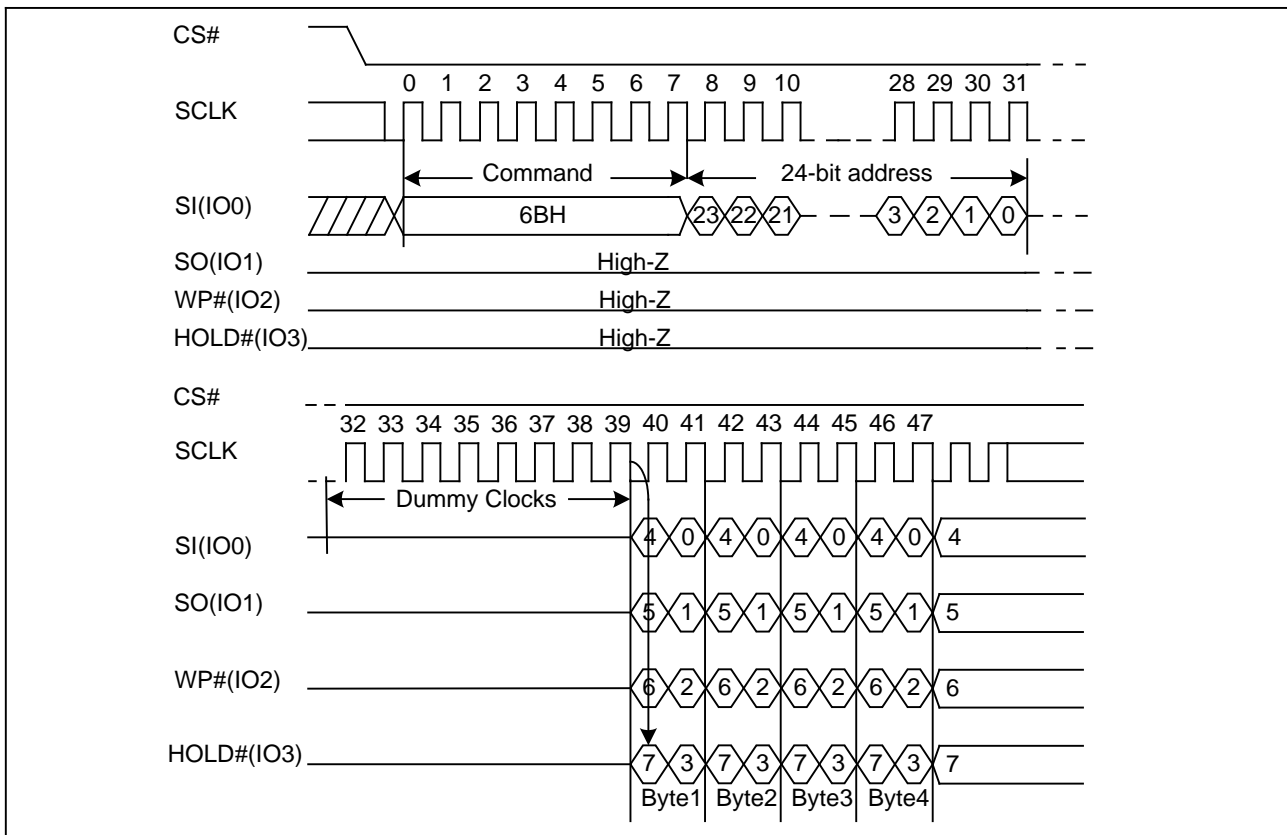 CS#
0 1 2 3 4 5 6 7 8 9 10 28 29 30 31
SCLK
Command 24-bit address
SI(IO0) 6BH 23 22 21 3 2 1 0
SO(IO1) High-Z
WP#(IO2) High-Z
HOLD#(IO3) High-Z
CS#
32 33 34 35 36 37 38 39 40 41 42 43 44 45 46 47
SCLK
Dummy Clocks
SI(IO0) 4 0 4 0 4 0 4 0 4
SO(IO1) 5 1 5 1 5 1 5 1 5
WP#(IO2) 6 2 6 2 6 2 6 2 6
HOLD#(IO3) 7 3 7 3 7 3 7 3 7
Byte1 Byte2 Byte3 Byte4